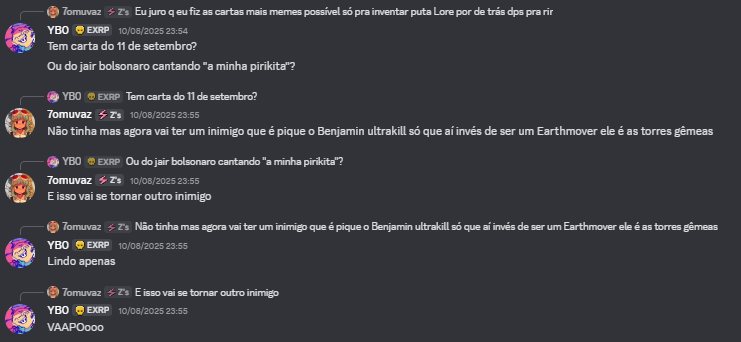 7omuvaz Z's Eu juro q eu fiz as cartas mais memes possível só pra inventar puta Lore por de trás dps pra rir
YB0 EXRP 10/08/2025 23:54
Tem carta do 11 de setembro?
Ou do jair bolsonaro cantando "a minha pirikita"?
YB0 EXRP Tem carta do 11 de setembro?
7omuvaz Z's 10/08/2025 23:55
Não tinha mas agora vai ter um inimigo que é pique o Benjamin ultrakill só que aí invés de ser um Earthmover ele é as torres gêmeas
YB0 EXRP Ou do jair bolsonaro cantando "a minha pirikita"?
7omuvaz Z's 10/08/2025 23:55
E isso vai se tornar outro inimigo
7omuvaz Z's Não tinha mas agora vai ter um inimigo que é pique o Benjamin ultrakill só que aí invés de ser um Earthmover ele é as torres gêmeas
YB0 EXRP 10/08/2025 23:55
Lindo apenas
7omuvaz Z's E isso vai se tornar outro inimigo
YB0 EXRP 10/08/2025 23:55
VAAPOooo